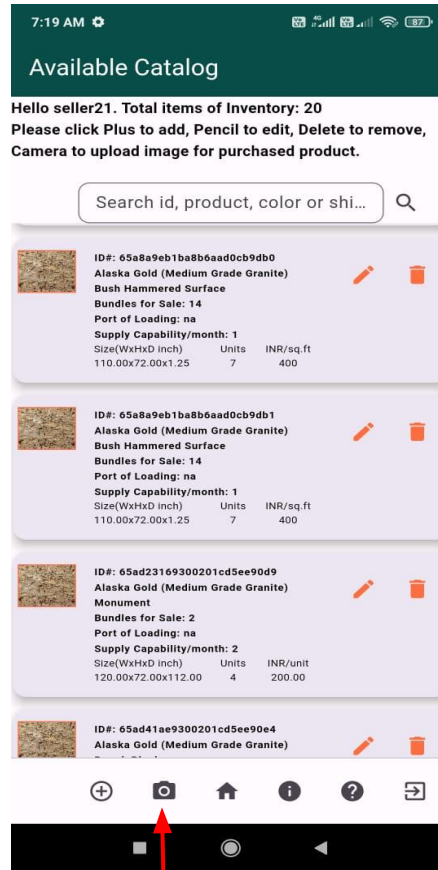 7:19 AM
4G
87
Available Catalog
Hello seller21. Total items of Inventory: 20
Please click Plus to add, Pencil to edit, Delete to remove,
Camera to upload image for purchased product.
Search id, product, color or shi...
ID#: 65a8a9eb1ba8b6aad0cb9db0
Alaska Gold (Medium Grade Granite)
Bush Hammered Surface
Bundles for Sale: 14
Port of Loading: na
Supply Capability/month: 1
Size(WxHxD inch) Units INR/sq.ft
110.00x72.00x1.25 7 400
ID#: 65a8a9eb1ba8b6aad0cb9db1
Alaska Gold (Medium Grade Granite)
Bush Hammered Surface
Bundles for Sale: 14
Port of Loading: na
Supply Capability/month: 1
Size(WxHxD inch) Units INR/sq.ft
110.00x72.00x1.25 7 400
ID#: 65ad23169300201cd5ee90d9
Alaska Gold (Medium Grade Granite)
Monument
Bundles for Sale: 2
Port of Loading: na
Supply Capability/month: 2
Size(WxHxD inch) Units INR/unit
120.00x72.00x112.00 4 200.00
ID#: 65ad41ae9300201cd5ee90e4
Alaska Gold (Medium Grade Granite)